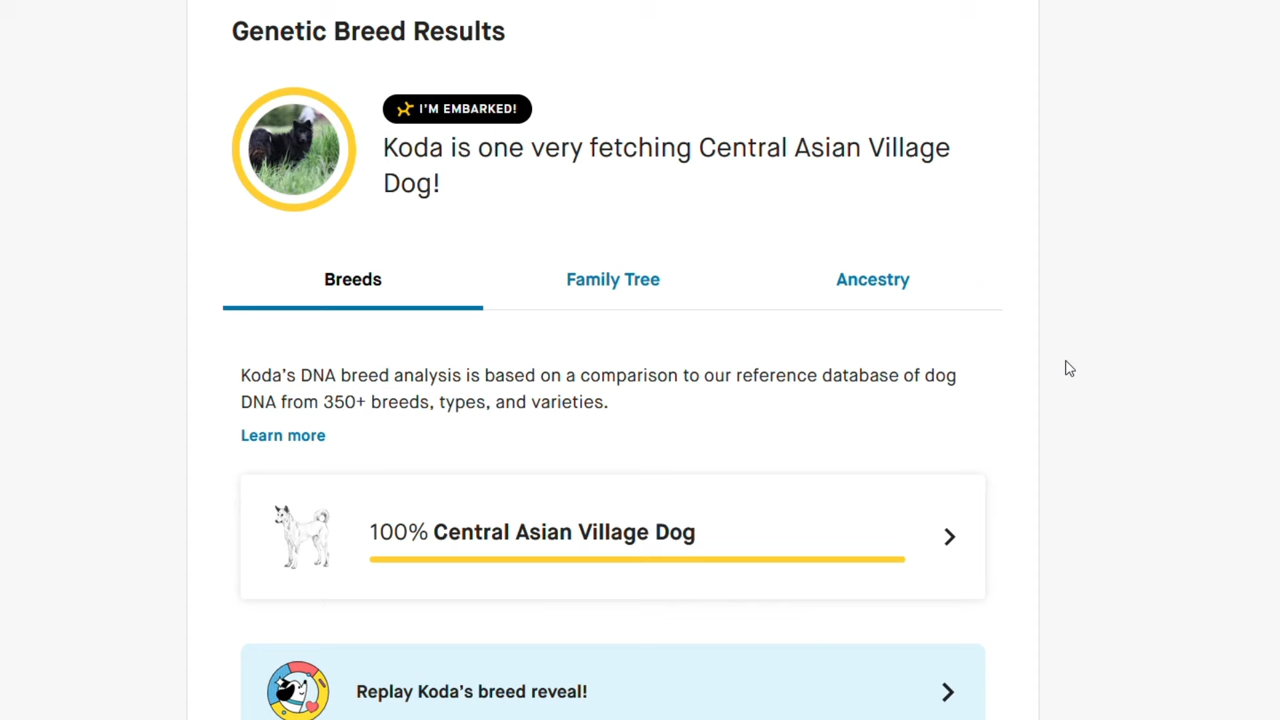 Genetic Breed Results
I'M EMBARKED!
Koda is one very fetching Central Asian Village
Dog!
Breeds
Family Tree
Ancestry
Koda's DNA breed analysis is based on a comparison to our reference database of dog
DNA from 350+ breeds, types, and varieties.
Learn more
100% Central Asian Village Dog
Replay Koda's breed reveal!